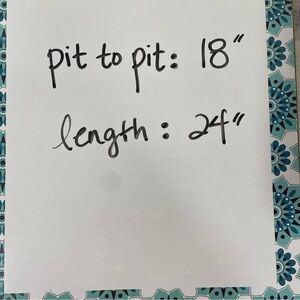 pit to pit: 18"
length: 24"